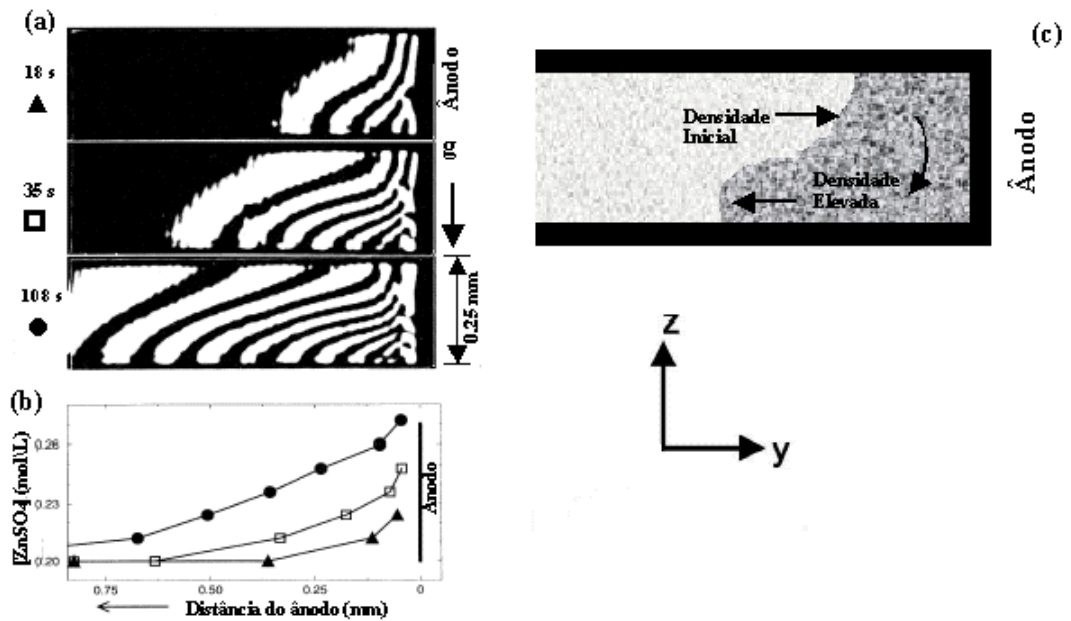 (a)
18 s
35 s
108 s
Ânodo
g
0.25 mm
(b)
[ZnSO4] (mol\L)
0.26
0.23
0.20
Ânodo
0.75
0.50
0.25
0
Distância do ânodo (mm)
(c)
Densidade
Inicial
Densidade
Elevada
Ânodo
z
y